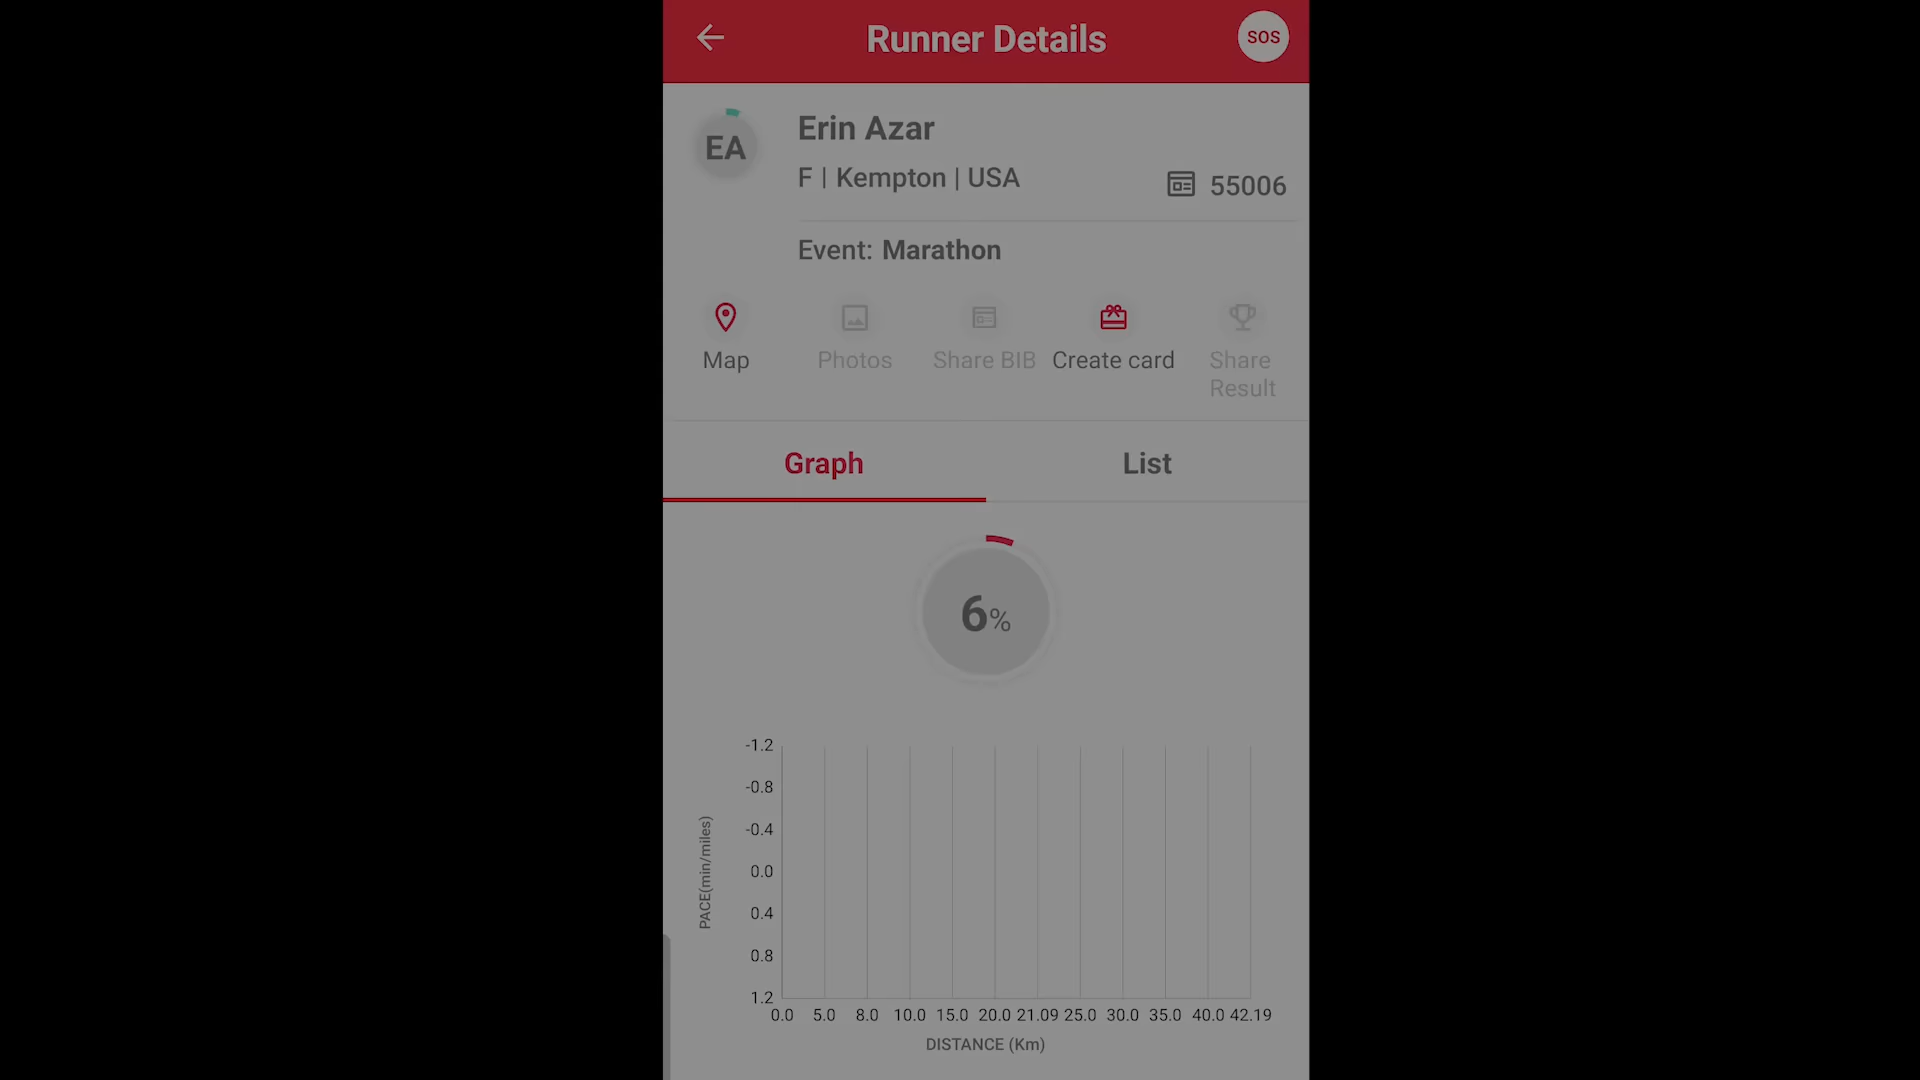 Runner Details
SOS
EA
Erin Azar
F | Kempton | USA
55006
Event: Marathon
Map
Photos
Share BIB
Create card
Share
Result
Graph
List
6%
-1.2
-0.8
-0.4
0.0
0.4
0.8
1.2
PACE(min/miles)
0.0 5.0 8.0 10.0 15.0 20.0 21.09 25.0 30.0 35.0 40.0 42.19
DISTANCE (Km)